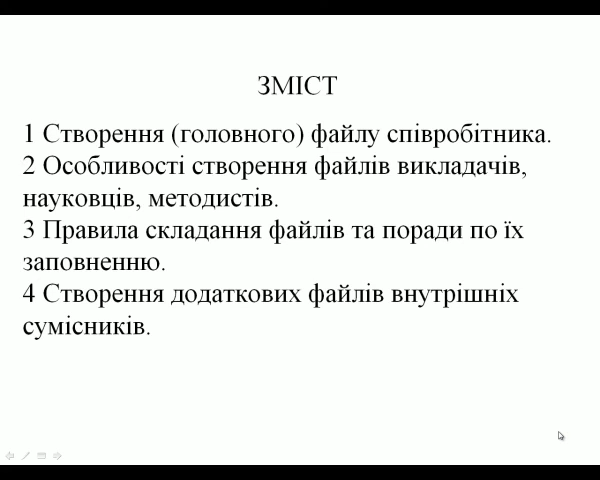 ЗМІСТ
1 Створення (головного) файлу співробітника.
2 Особливості створення файлів викладачів,
науковців, методистів.
3 Правила складання файлів та поради по їх
заповненню.
4 Створення додаткових файлів внутрішніх
сумісників.